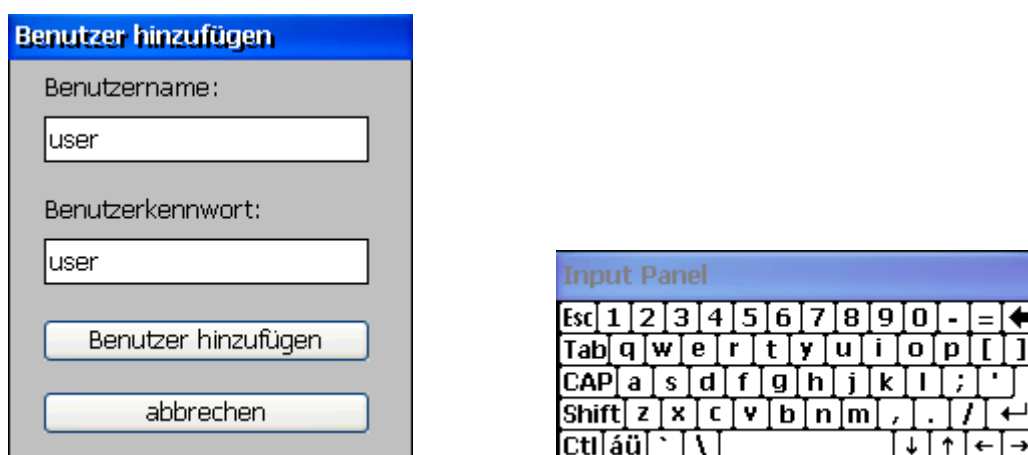 Benutzer hinzufügen
Benutzername:
user
Benutzerkennwort:
user
Benutzer hinzufügen
abbrechen
Input Panel
Esc 1 2 3 4 5 6 7 8 9 0 - = ←
Tab q w e r t y u i o p [ ]
CAP a s d f g h j k l ; '
Shift z x c v b n m , . / ↵
Ctl áü ` \ ↓ ↑ ← →